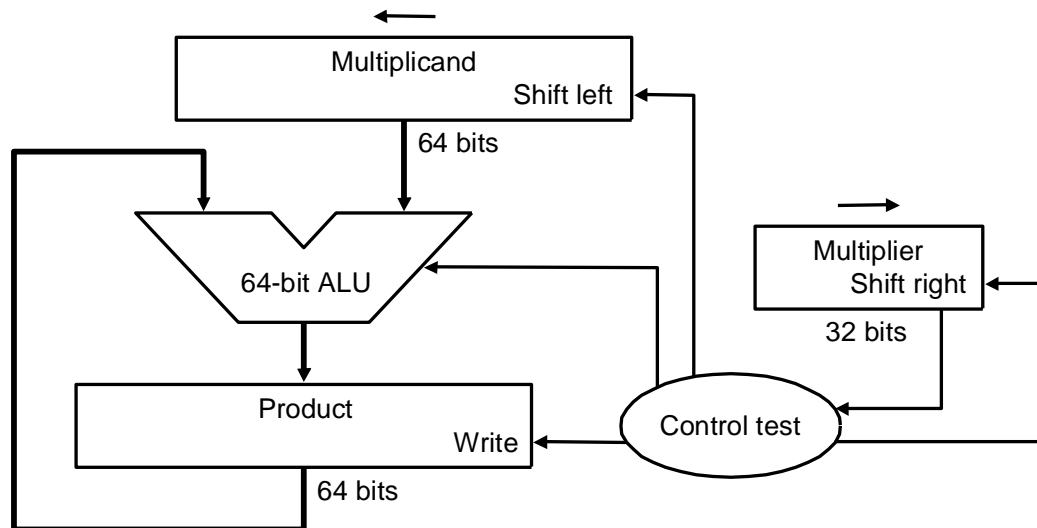 Multiplicand
Shift left
64 bits
64-bit ALU
Multiplier
Shift right
32 bits
Product
Write
Control test
64 bits